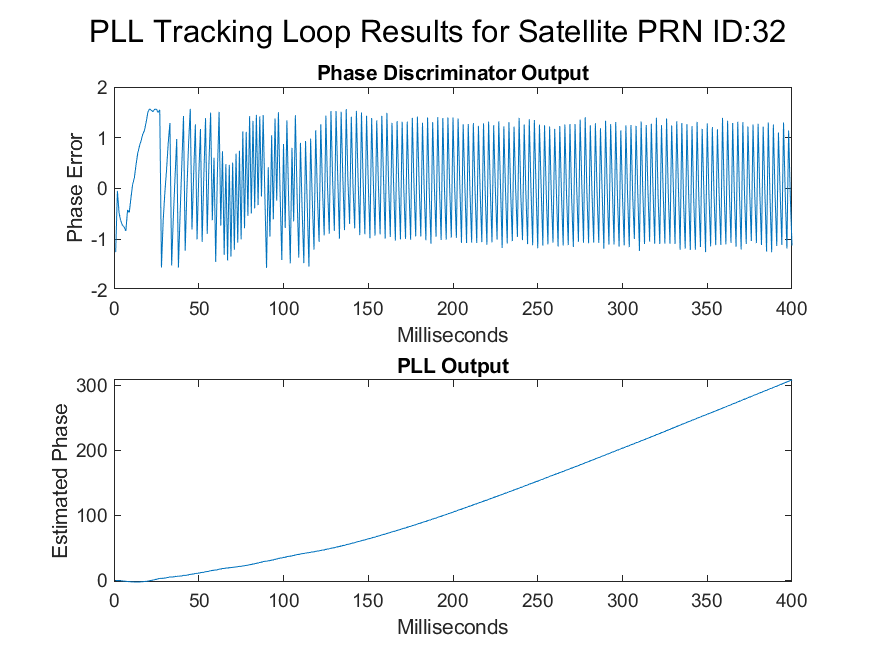 PLL Tracking Loop Results for Satellite PRN ID:32
Phase Discriminator Output
2
1
0
-1
-2
Phase Error
0 50 100 150 200 250 300 350 400
Milliseconds
PLL Output
300
200
100
0
Estimated Phase
0 50 100 150 200 250 300 350 400
Milliseconds